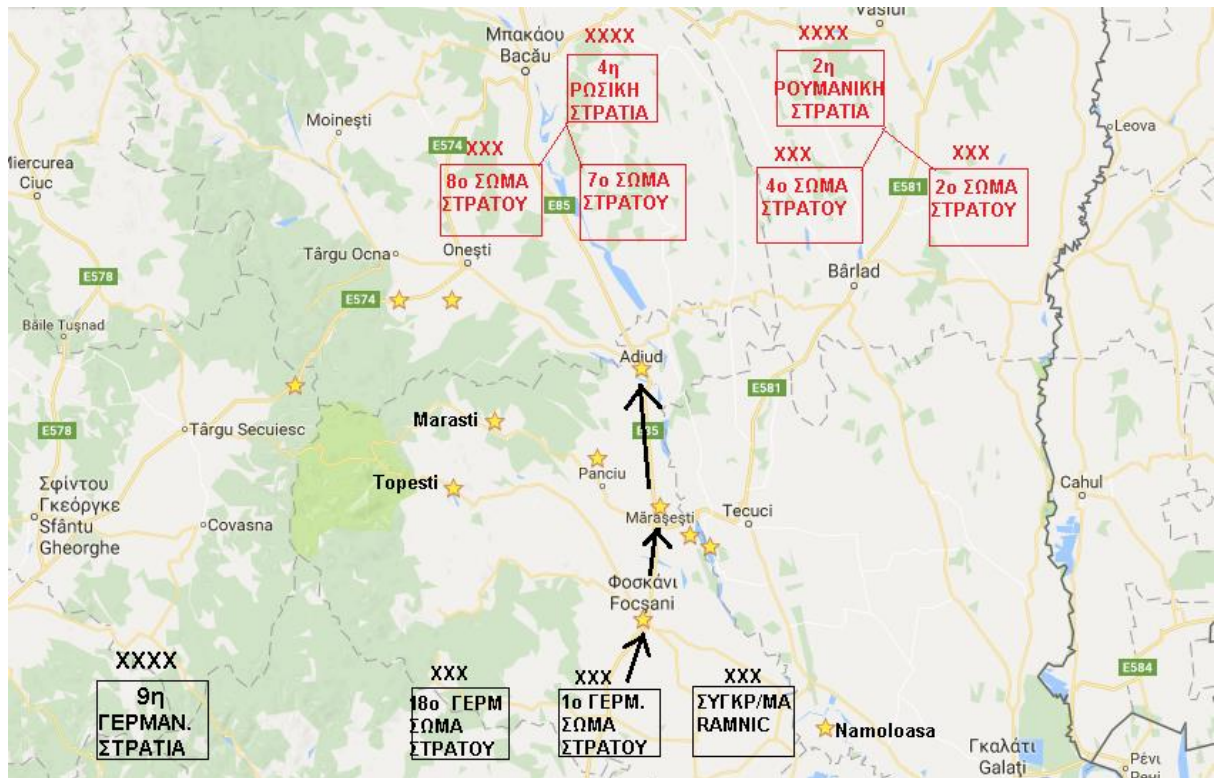 Μπακάου
Bacău
Vaslui
XXXX
4η
ΡΩΣΙΚΗ
ΣΤΡΑΤΙΑ
XXXX
2η
ΡΟΥΜΑΝΙΚΗ
ΣΤΡΑΤΙΑ
Moinești
E574
XXX
8ο ΣΩΜΑ
ΣΤΡΑΤΟΥ
7ο ΣΩΜΑ
ΣΤΡΑΤΟΥ
XXX
4ο ΣΩΜΑ
ΣΤΡΑΤΟΥ
XXX
2ο ΣΩΜΑ
ΣΤΡΑΤΟΥ
Leova
Miercurea
Ciuc
E85
E581
Târgu Ocna
Onești
Bârlad
E578
E574
Băile Tușnad
Adjud
E581
Marasti
E85
E578
Târgu Secuiesc
Topesti
Panciu
Σφίντου
Γκεόργκε
Sfântu
Gheorghe
Covasna
Mărășești
Tecuci
Cahul
Φοσκάνι
Focșani
XXXX
9η
ΓΕΡΜΑΝ.
ΣΤΡΑΤΙΑ
XXX
18ο ΓΕΡΜ
ΣΩΜΑ
ΣΤΡΑΤΟΥ
XXX
1ο ΓΕΡΜ.
ΣΩΜΑ
ΣΤΡΑΤΟΥ
XXX
ΣΥΓΚΡ/ΜΑ
RAMNIC
Namoloasa
E584
Γκαλάτι
Galați
Ρένι
Reni